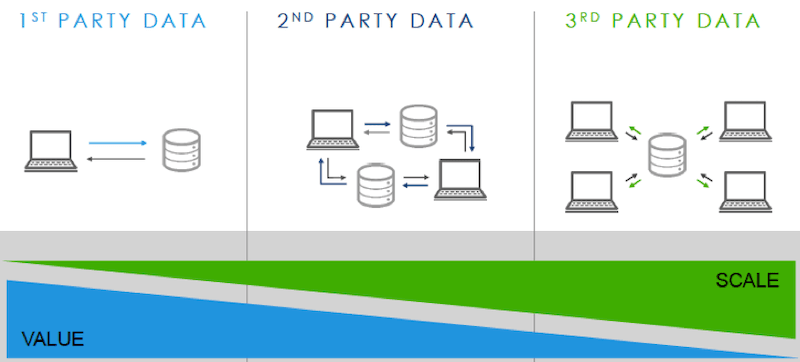 1ST PARTY DATA
2ND PARTY DATA
3RD PARTY DATA
SCALE
VALUE